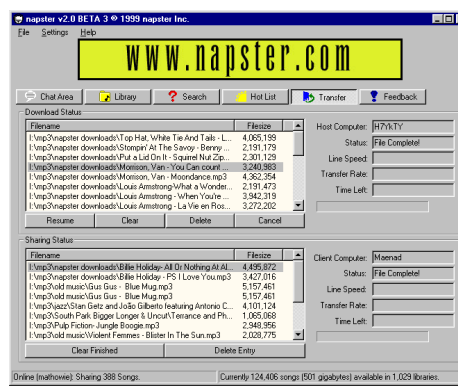 napster v2.0 BETA 3 © 1999 napster Inc.
File Settings Help
www.napster.com
Chat Area Library Search Hot List Transfer Feedback
Download Status
Filename Filesize
I:\mp3\napster downloads\Top Hat, White Tie And Tails - L... 4,065,199
I:\mp3\napster downloads\Stompin' At The Savoy - Benny ... 2,191,179
I:\mp3\napster downloads\Put a Lid On It - Squirrel Nut Zip... 2,301,129
I:\mp3\napster downloads\Morrison, Van - You Can count ... 3,240,983
I:\mp3\napster downloads\Morrison, Van - Moondance.mp3 4,362,354
I:\mp3\napster downloads\Louis Armstrong-What a Wonder... 2,191,473
I:\mp3\napster downloads\Louis Armstrong - When You're ... 3,942,319
I:\mp3\napster downloads\Louis Armstrong - La Vie en Ros... 3,272,202
Resume Clear Delete Cancel
Host Computer: H7YkTY
Status: File Complete!
Line Speed:
Transfer Rate:
Time Left:
Sharing Status
Filename Filesize
I:\mp3\napster downloads\Billie Holiday- All Or Nothing At Al... 4,495,872
I:\mp3\napster downloads\Billie Holiday - PS I Love You.mp3 3,427,016
I:\mp3\old music\Gus Gus - Blue Mug.mp3 5,157,461
I:\mp3\old music\Gus Gus - Blue Mug.mp3 5,157,461
I:\mp3\jazz\Stan Getz and João Gilberto featuring Antonio C... 4,101,124
I:\mp3\South Park Bigger Longer & Uncut\Terrance and Ph... 1,065,068
I:\mp3\Pulp Fiction- Jungle Boogie.mp3 2,948,956
I:\mp3\old music\Violent Femmes - Blister In The Sun.mp3 2,028,775
Clear Finished Delete Entry
Client Computer: Maenad
Status: File Complete!
Line Speed:
Transfer Rate:
Time Left:
Online (mathowie): Sharing 388 Songs.
Currently 124,406 songs (501 gigabytes) available in 1,029 libraries.